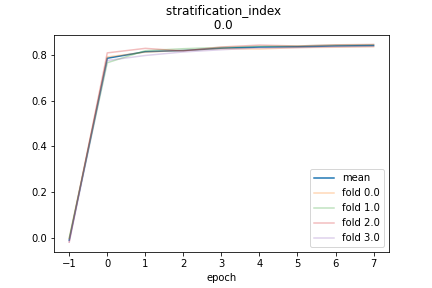 stratification_index
0.0
0.8
0.6
0.4
0.2
0.0
mean
fold 0.0
fold 1.0
fold 2.0
fold 3.0
−1 0 1 2 3 4 5 6 7
epoch